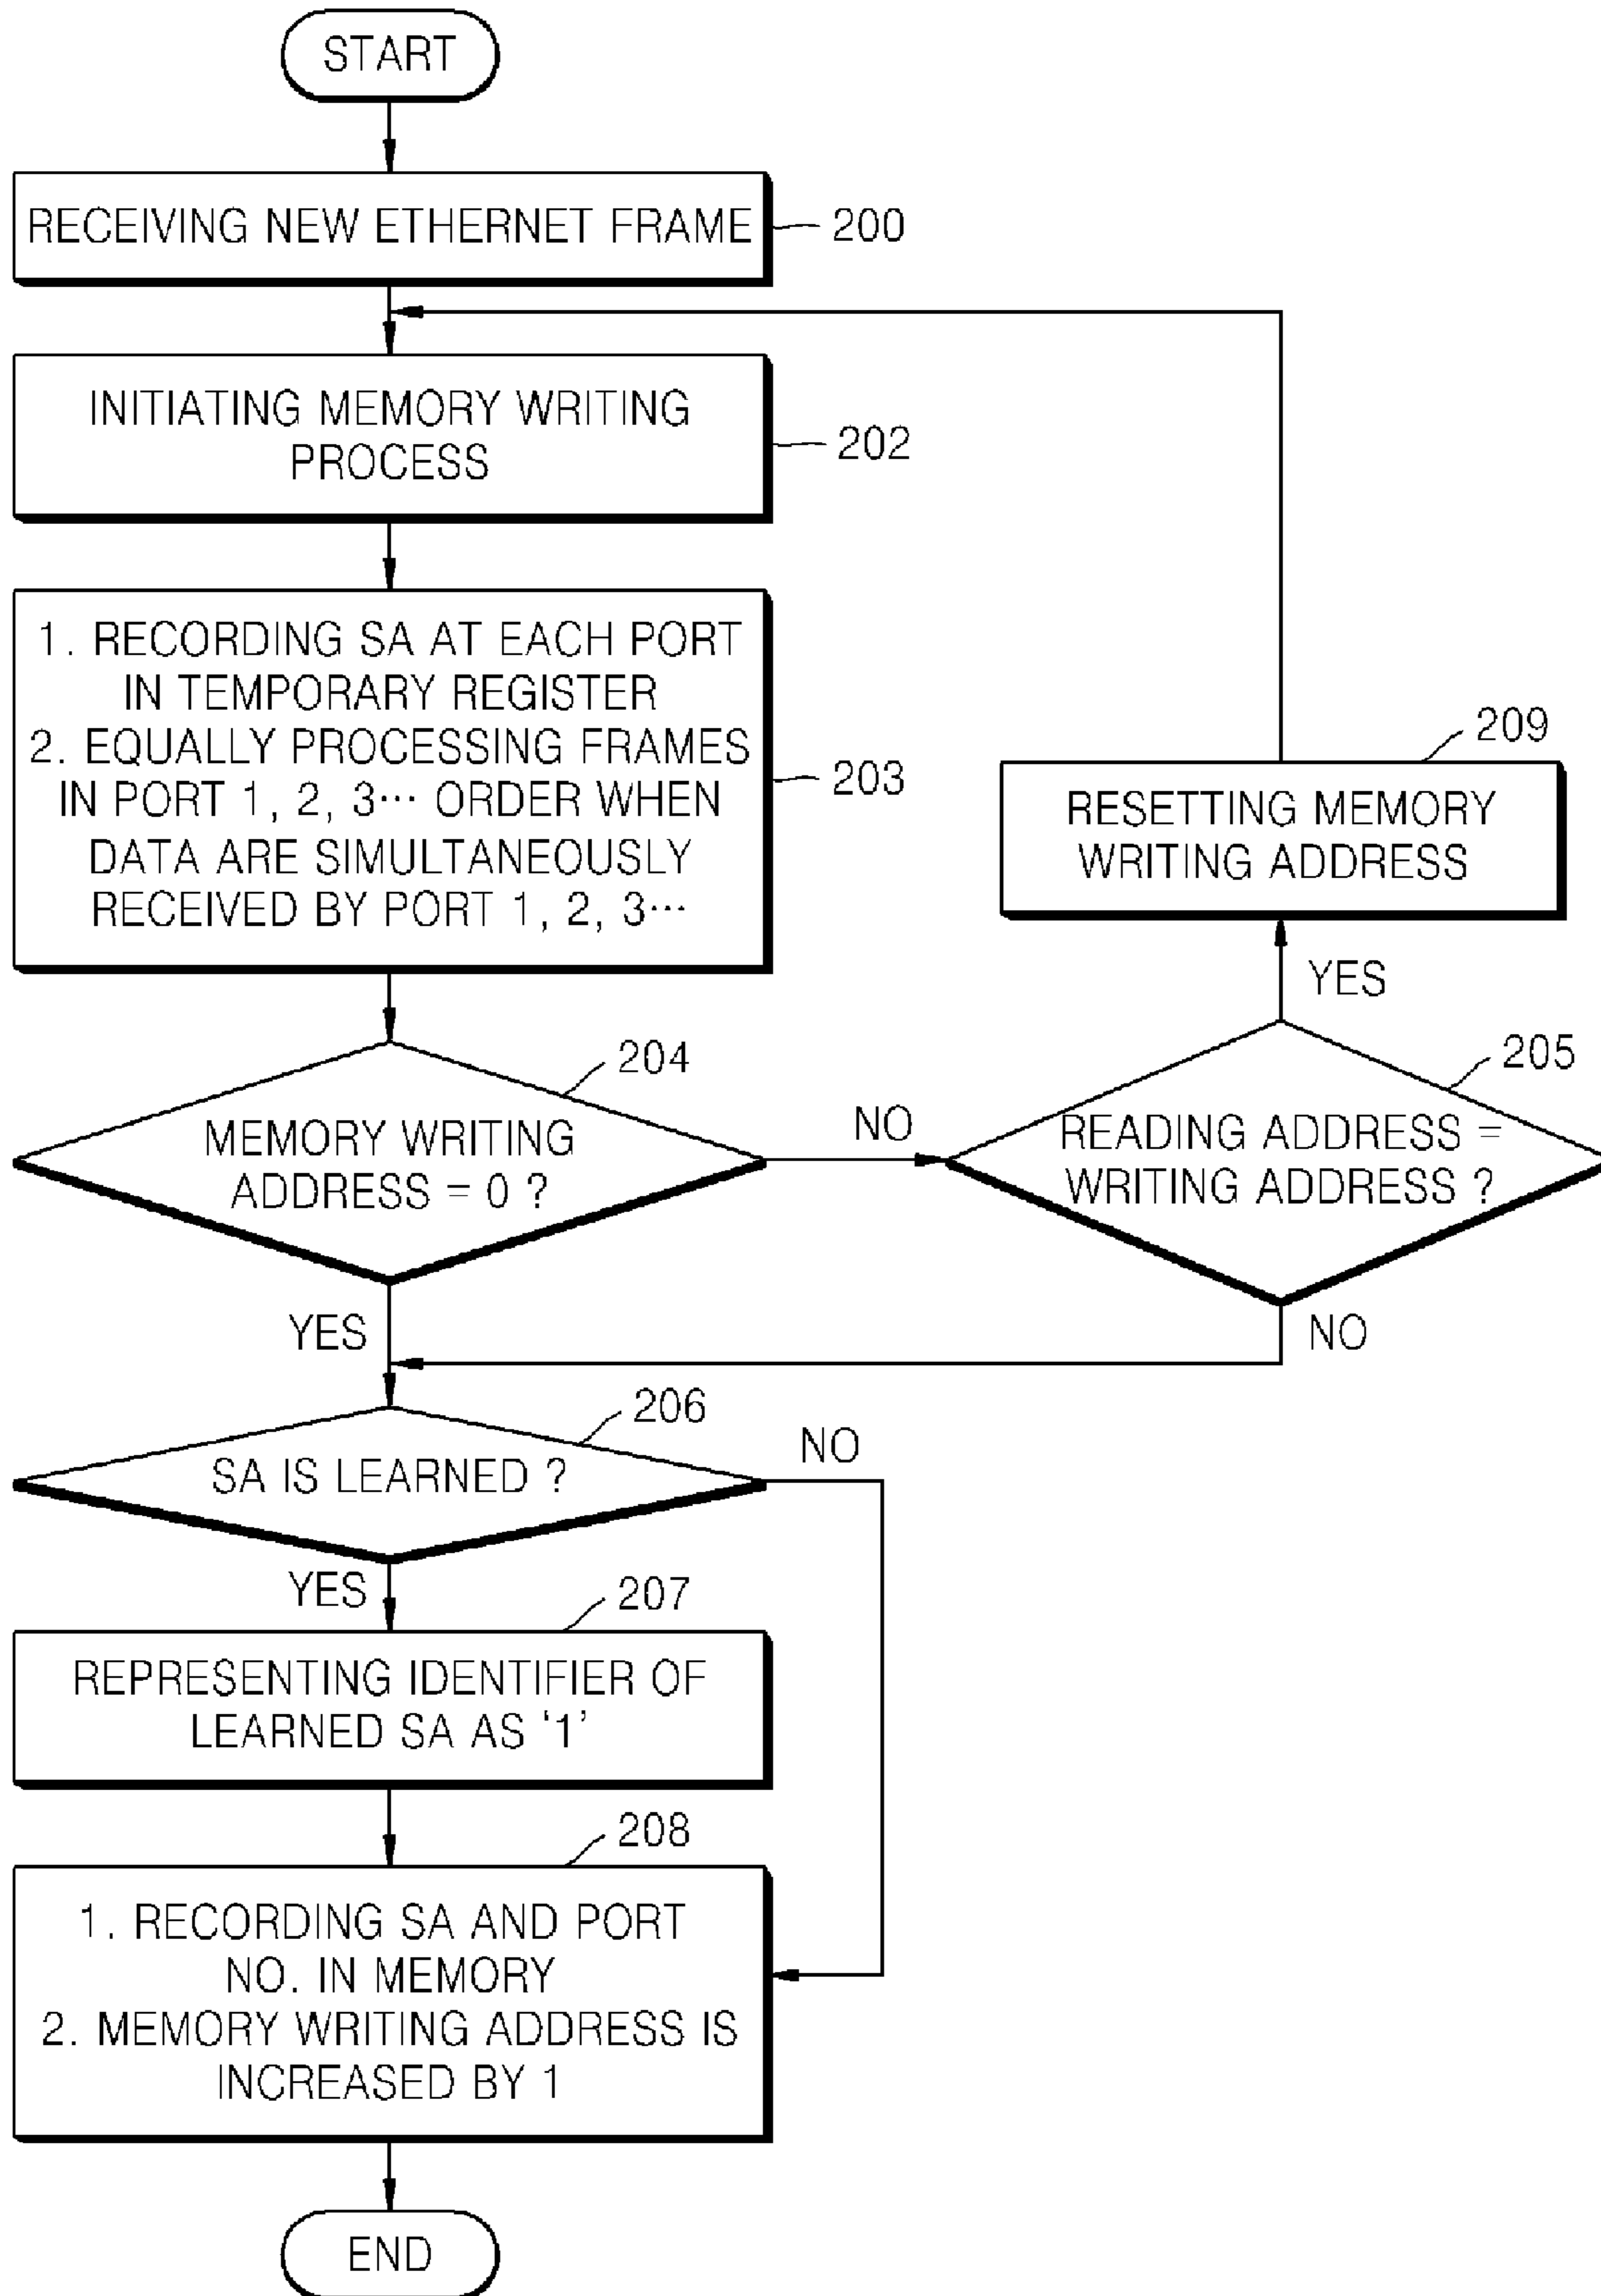 START
RECEIVING NEW ETHERNET FRAME
200
INITIATING MEMORY WRITING
PROCESS
202
1. RECORDING SA AT EACH PORT
IN TEMPORARY REGISTER
2. EQUALLY PROCESSING FRAMES
IN PORT 1, 2, 3··· ORDER WHEN
DATA ARE SIMULTANEOUSLY
RECEIVED BY PORT 1, 2, 3···
203
209
RESETTING MEMORY
WRITING ADDRESS
YES
204
MEMORY WRITING
ADDRESS = 0 ?
NO
205
READING ADDRESS =
WRITING ADDRESS ?
YES
NO
206
SA IS LEARNED ?
NO
YES
207
REPRESENTING IDENTIFIER OF
LEARNED SA AS ‘1’
208
1. RECORDING SA AND PORT
NO. IN MEMORY
2. MEMORY WRITING ADDRESS IS
INCREASED BY 1
END